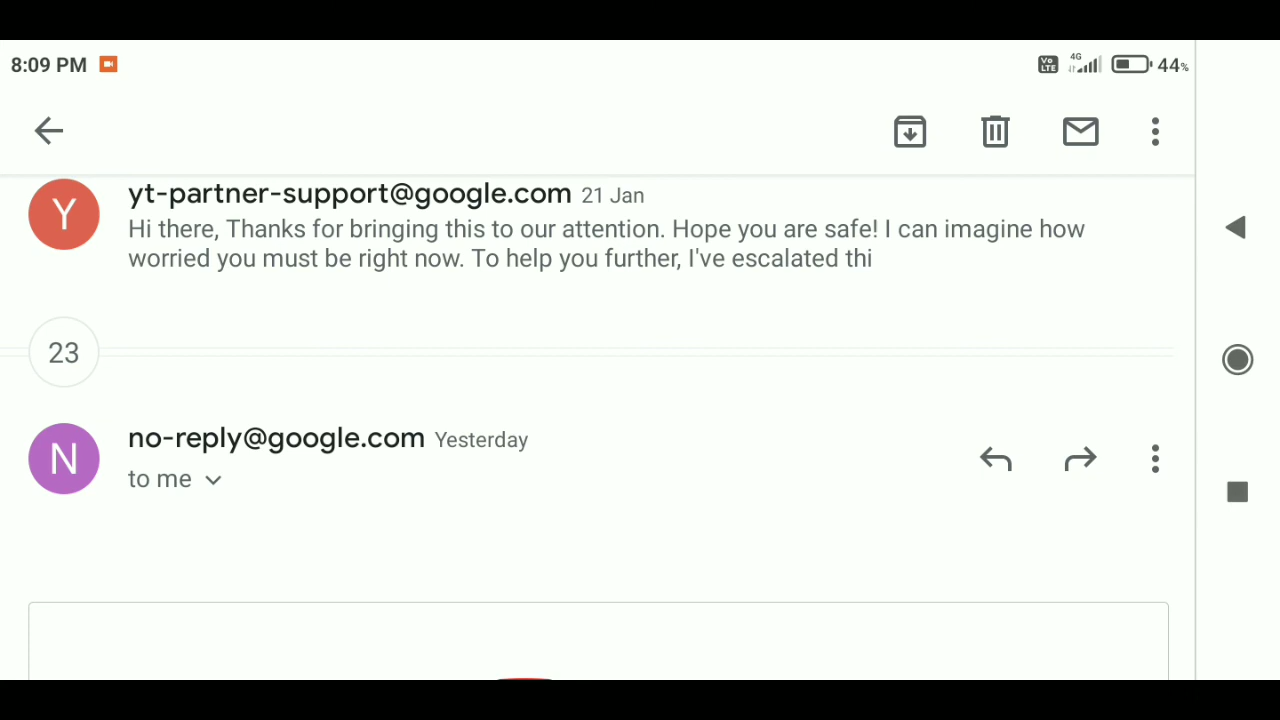 8:09 PM Vo LTE 4G 44%
Y yt-partner-support@google.com 21 Jan
Hi there, Thanks for bringing this to our attention. Hope you are safe! I can imagine how
worried you must be right now. To help you further, I've escalated thi
23
N no-reply@google.com Yesterday
to me